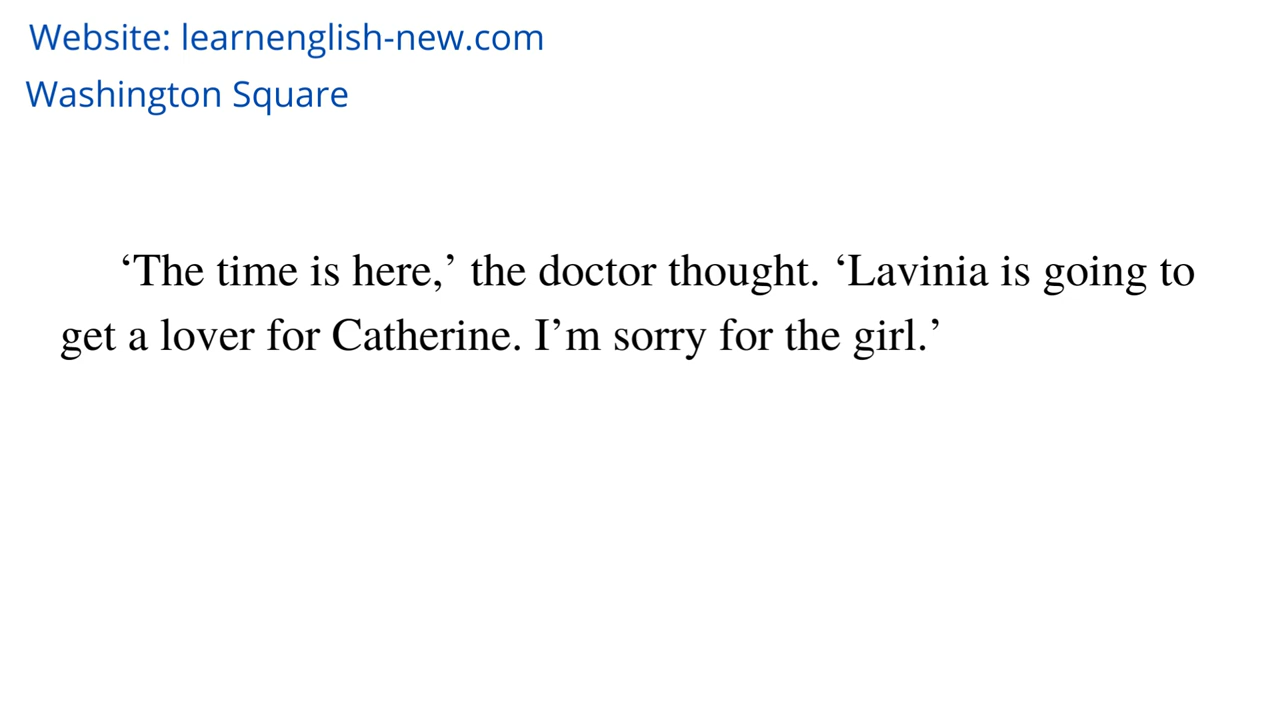 Website: learnenglish-new.com
Washington Square
‘The time is here,’ the doctor thought. ‘Lavinia is going to
get a lover for Catherine. I’m sorry for the girl.’